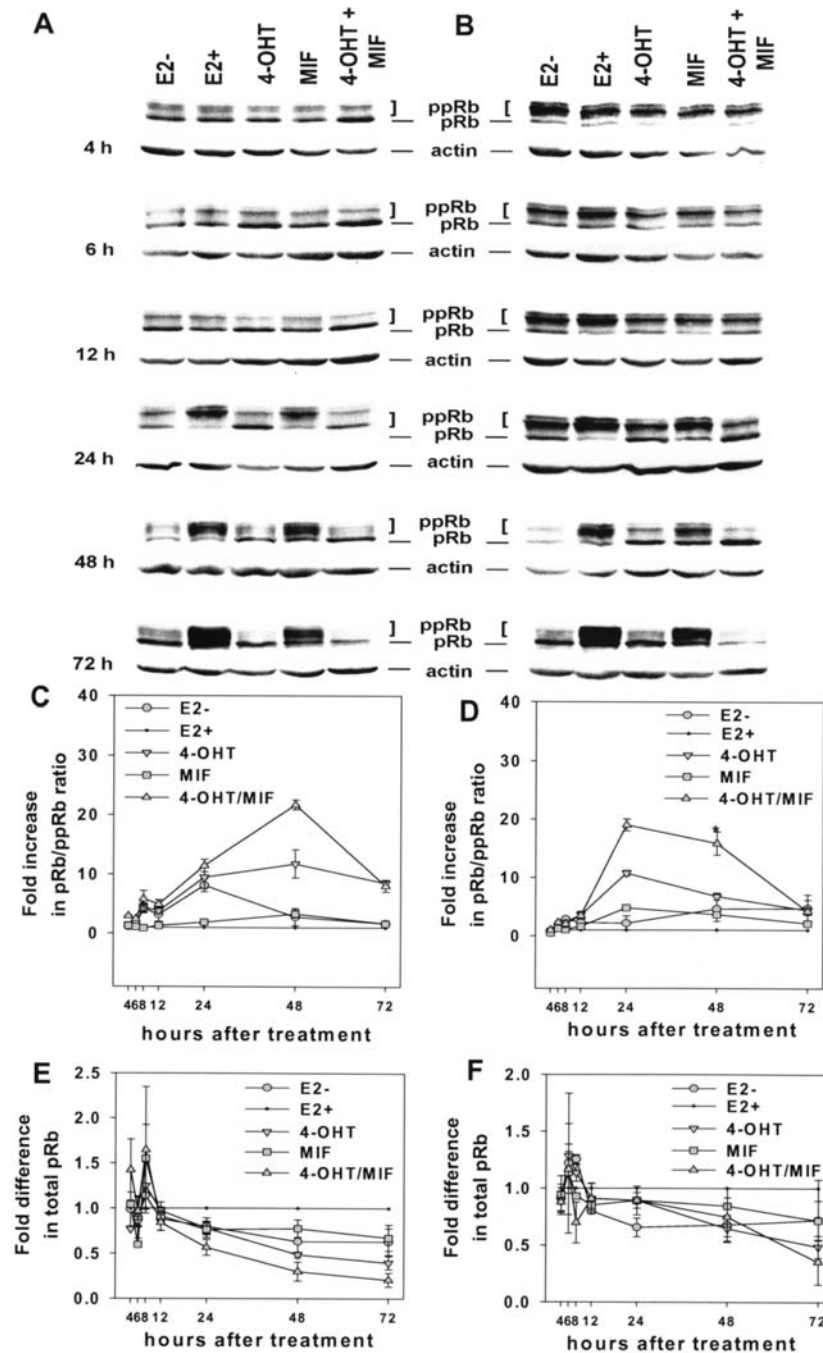 A
B
E2-
E2+
4-OHT
MIF
4-OHT +
MIF
E2-
E2+
4-OHT
MIF
4-OHT +
MIF
] ppRb [
pRb
4 h
actin
] ppRb [
pRb
6 h
actin
] ppRb [
pRb
12 h
actin
] ppRb [
pRb
24 h
actin
] ppRb [
pRb
48 h
actin
] ppRb [
pRb
72 h
actin
C
Fold increase
in pRb/ppRb ratio
40
30
20
10
0
E2-
E2+
4-OHT
MIF
4-OHT/MIF
4 6 8 12 24 48 72
hours after treatment
D
Fold increase
in pRb/ppRb ratio
40
30
20
10
0
E2-
E2+
4-OHT
MIF
4-OHT/MIF
*
4 6 8 12 24 48 72
hours after treatment
E
Fold difference
in total pRb
2.5
2.0
1.5
1.0
0.5
0.0
E2-
E2+
4-OHT
MIF
4-OHT/MIF
4 6 8 12 24 48 72
hours after treatment
F
Fold difference
in total pRb
2.0
1.5
1.0
0.5
0.0
E2-
E2+
4-OHT
MIF
4-OHT/MIF
4 6 8 12 24 48 72
hours after treatment